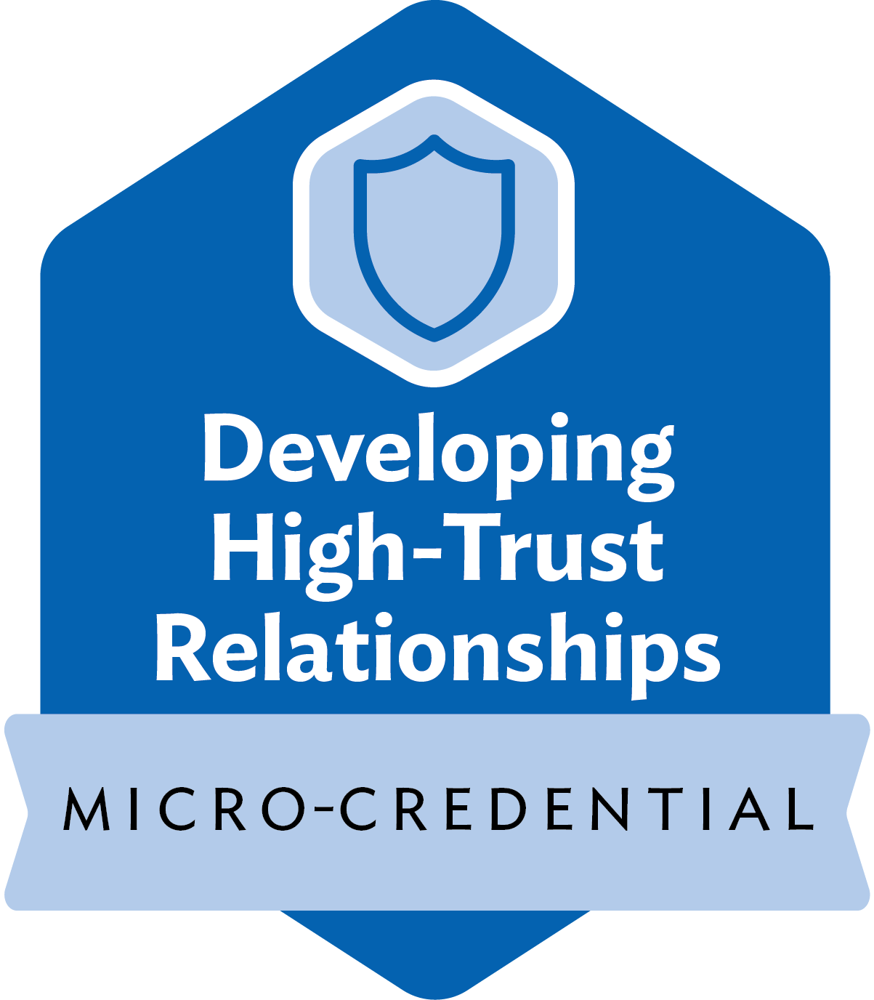 Developing
High-Trust
Relationships
MICRO-CREDENTIAL